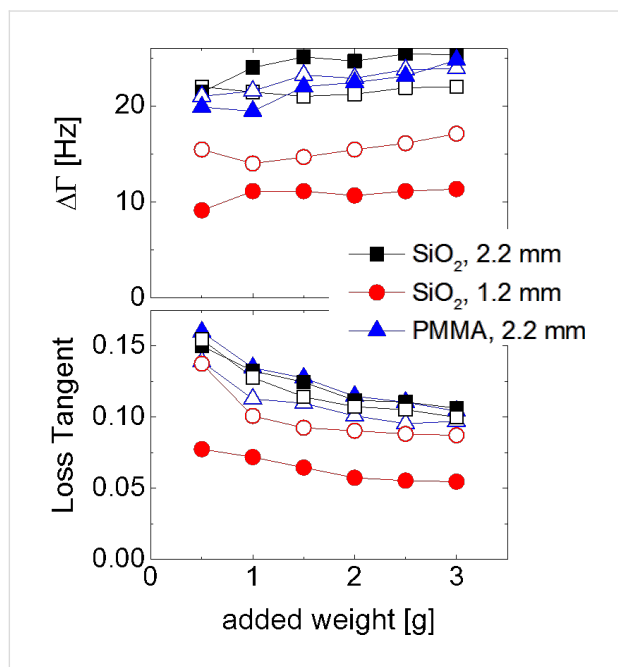 20
10
0
ΔΓ [Hz]
SiO₂, 2.2 mm
SiO₂, 1.2 mm
PMMA, 2.2 mm
0.15
0.10
0.05
0.00
Loss Tangent
0 1 2 3
added weight [g]